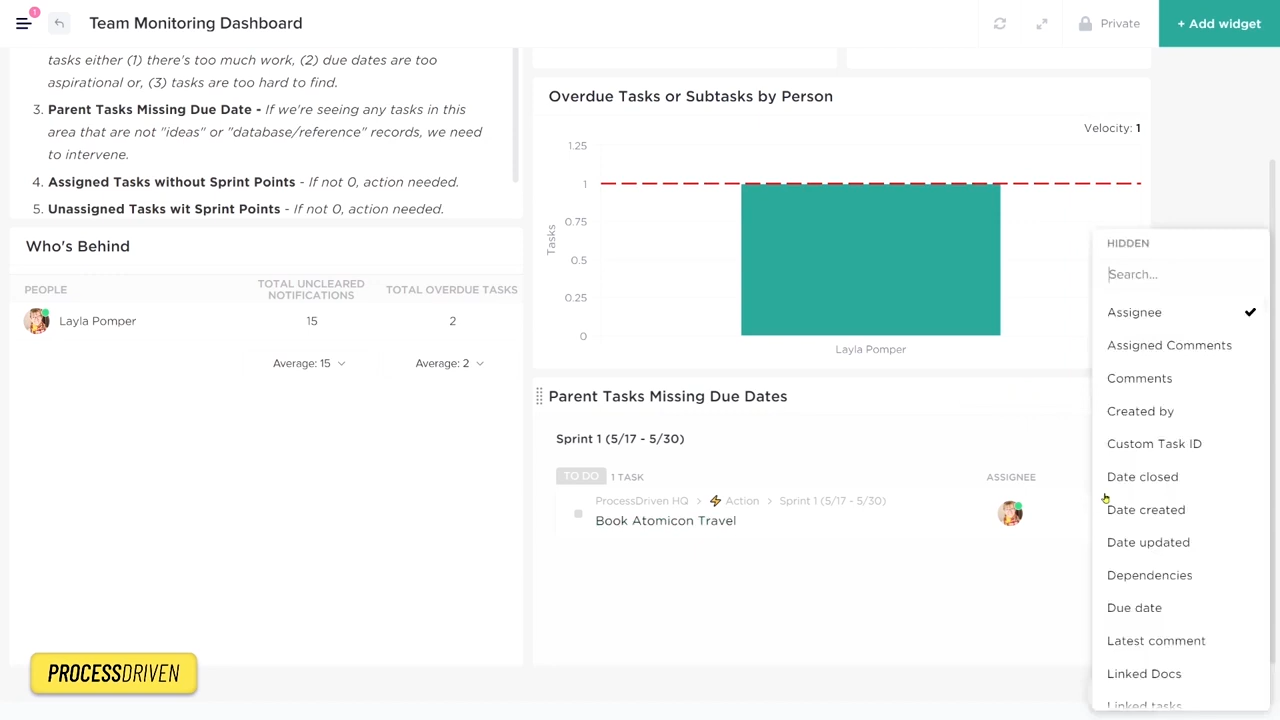 1
Team Monitoring Dashboard
Private
+ Add widget
tasks either (1) there's too much work, (2) due dates are too
aspirational or, (3) tasks are too hard to find.
3. Parent Tasks Missing Due Date - If we're seeing any tasks in this
area that are not "ideas" or "database/reference" records, we need
to intervene.
4. Assigned Tasks without Sprint Points - If not 0, action needed.
5. Unassigned Tasks wit Sprint Points - If not 0, action needed.
Who's Behind
PEOPLE
TOTAL UNCLEARED
NOTIFICATIONS
TOTAL OVERDUE TASKS
Layla Pomper
15
2
Average: 15
Average: 2
Overdue Tasks or Subtasks by Person
Velocity: 1
1.25
1
0.75
0.5
0.25
0
Tasks
Layla Pomper
Parent Tasks Missing Due Dates
Sprint 1 (5/17 - 5/30)
TO DO
1 TASK
ASSIGNEE
ProcessDriven HQ > Action > Sprint 1 (5/17 - 5/30)
Book Atomicon Travel
HIDDEN
Search...
Assignee
Assigned Comments
Comments
Created by
Custom Task ID
Date closed
Date created
Date updated
Dependencies
Due date
Latest comment
Linked Docs
Linked tasks
PROCESSDRIVEN